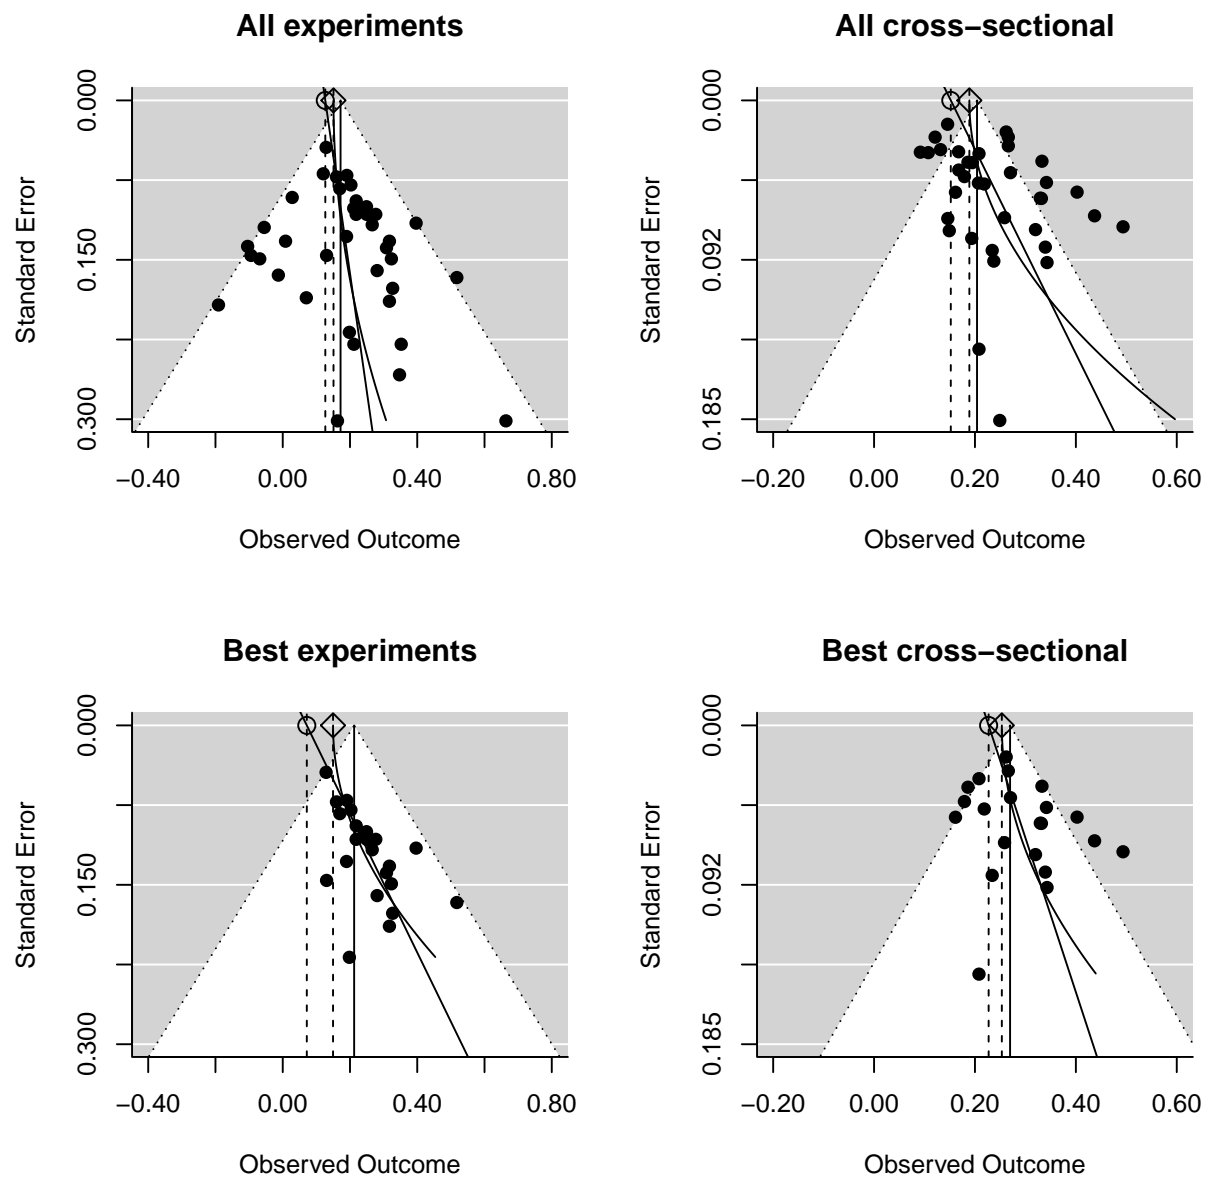 All experiments
Standard Error
0.000
0.150
0.300
−0.40
0.00
0.40
0.80
Observed Outcome
All cross−sectional
Standard Error
0.000
0.092
0.185
−0.20
0.00
0.20
0.40
0.60
Observed Outcome
Best experiments
Standard Error
0.000
0.150
0.300
−0.40
0.00
0.40
0.80
Observed Outcome
Best cross−sectional
Standard Error
0.000
0.092
0.185
−0.20
0.00
0.20
0.40
0.60
Observed Outcome